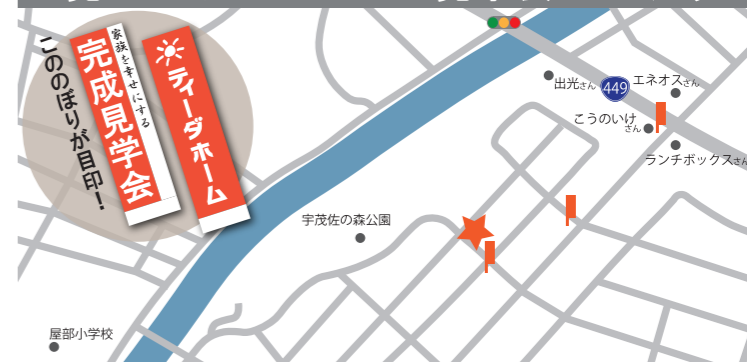 こののぼりが目印！
家族を幸せにする
完成見学会
ティーダホーム
出光さん
449
エネオスさん
こうのいけさん
ランチボックスさん
宇茂佐の森公園
屋部小学校